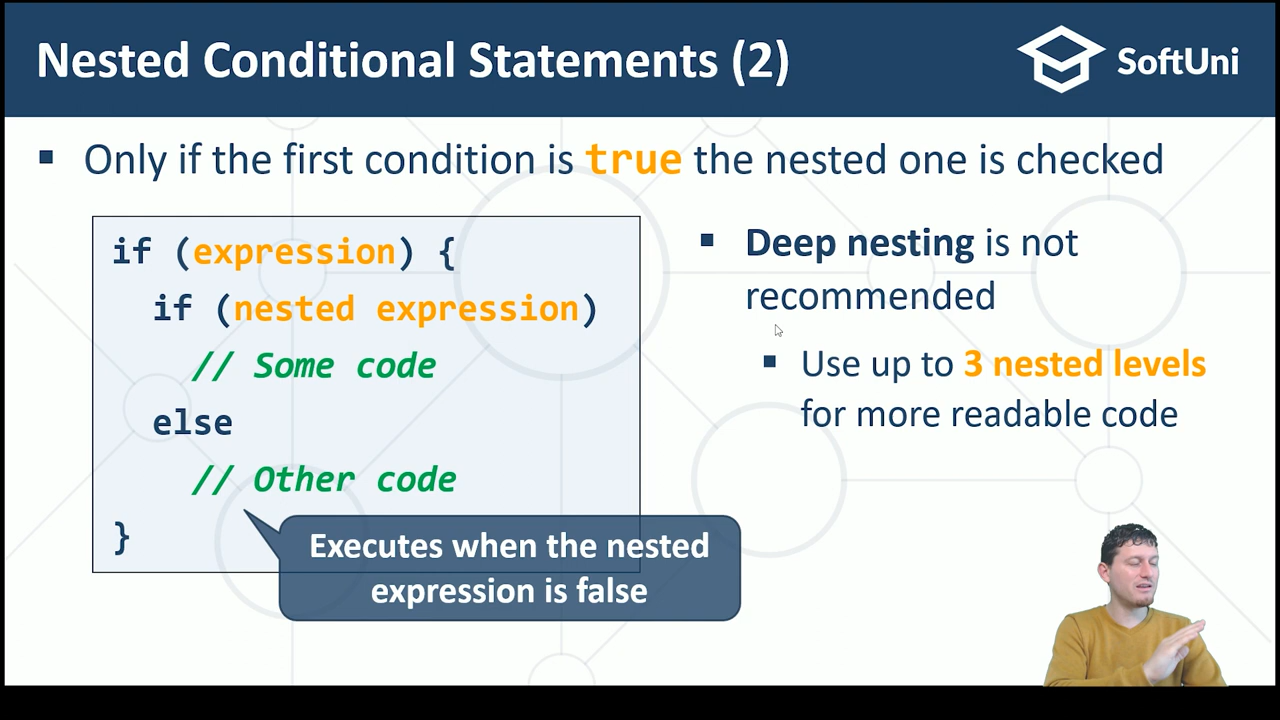 Nested Conditional Statements (2)
SoftUni
Only if the first condition is true the nested one is checked
if (expression) {
if (nested expression)
// Some code
else
// Other code
}
Executes when the nested
expression is false
Deep nesting is not
recommended
Use up to 3 nested levels
for more readable code